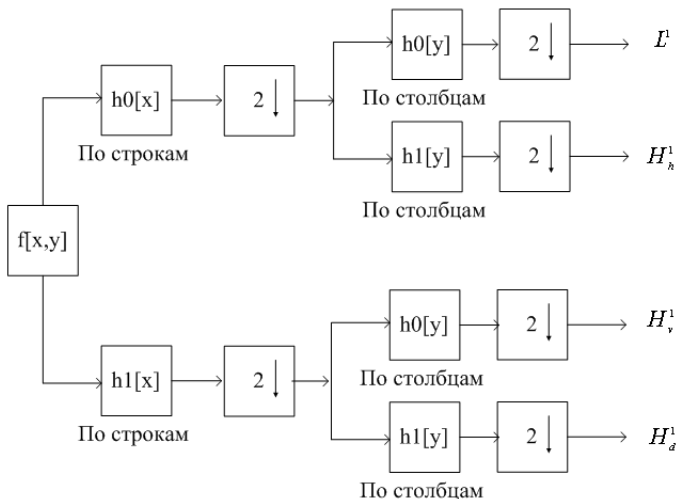 h0[y] 2 L¹
h0[x] 2 По столбцам
По строкам h1[y] 2 H¹ₕ
По столбцам
f[x,y]
h0[y] 2 H¹ᵥ
h1[x] 2 По столбцам
По строкам h1[y] 2 H¹d
По столбцам